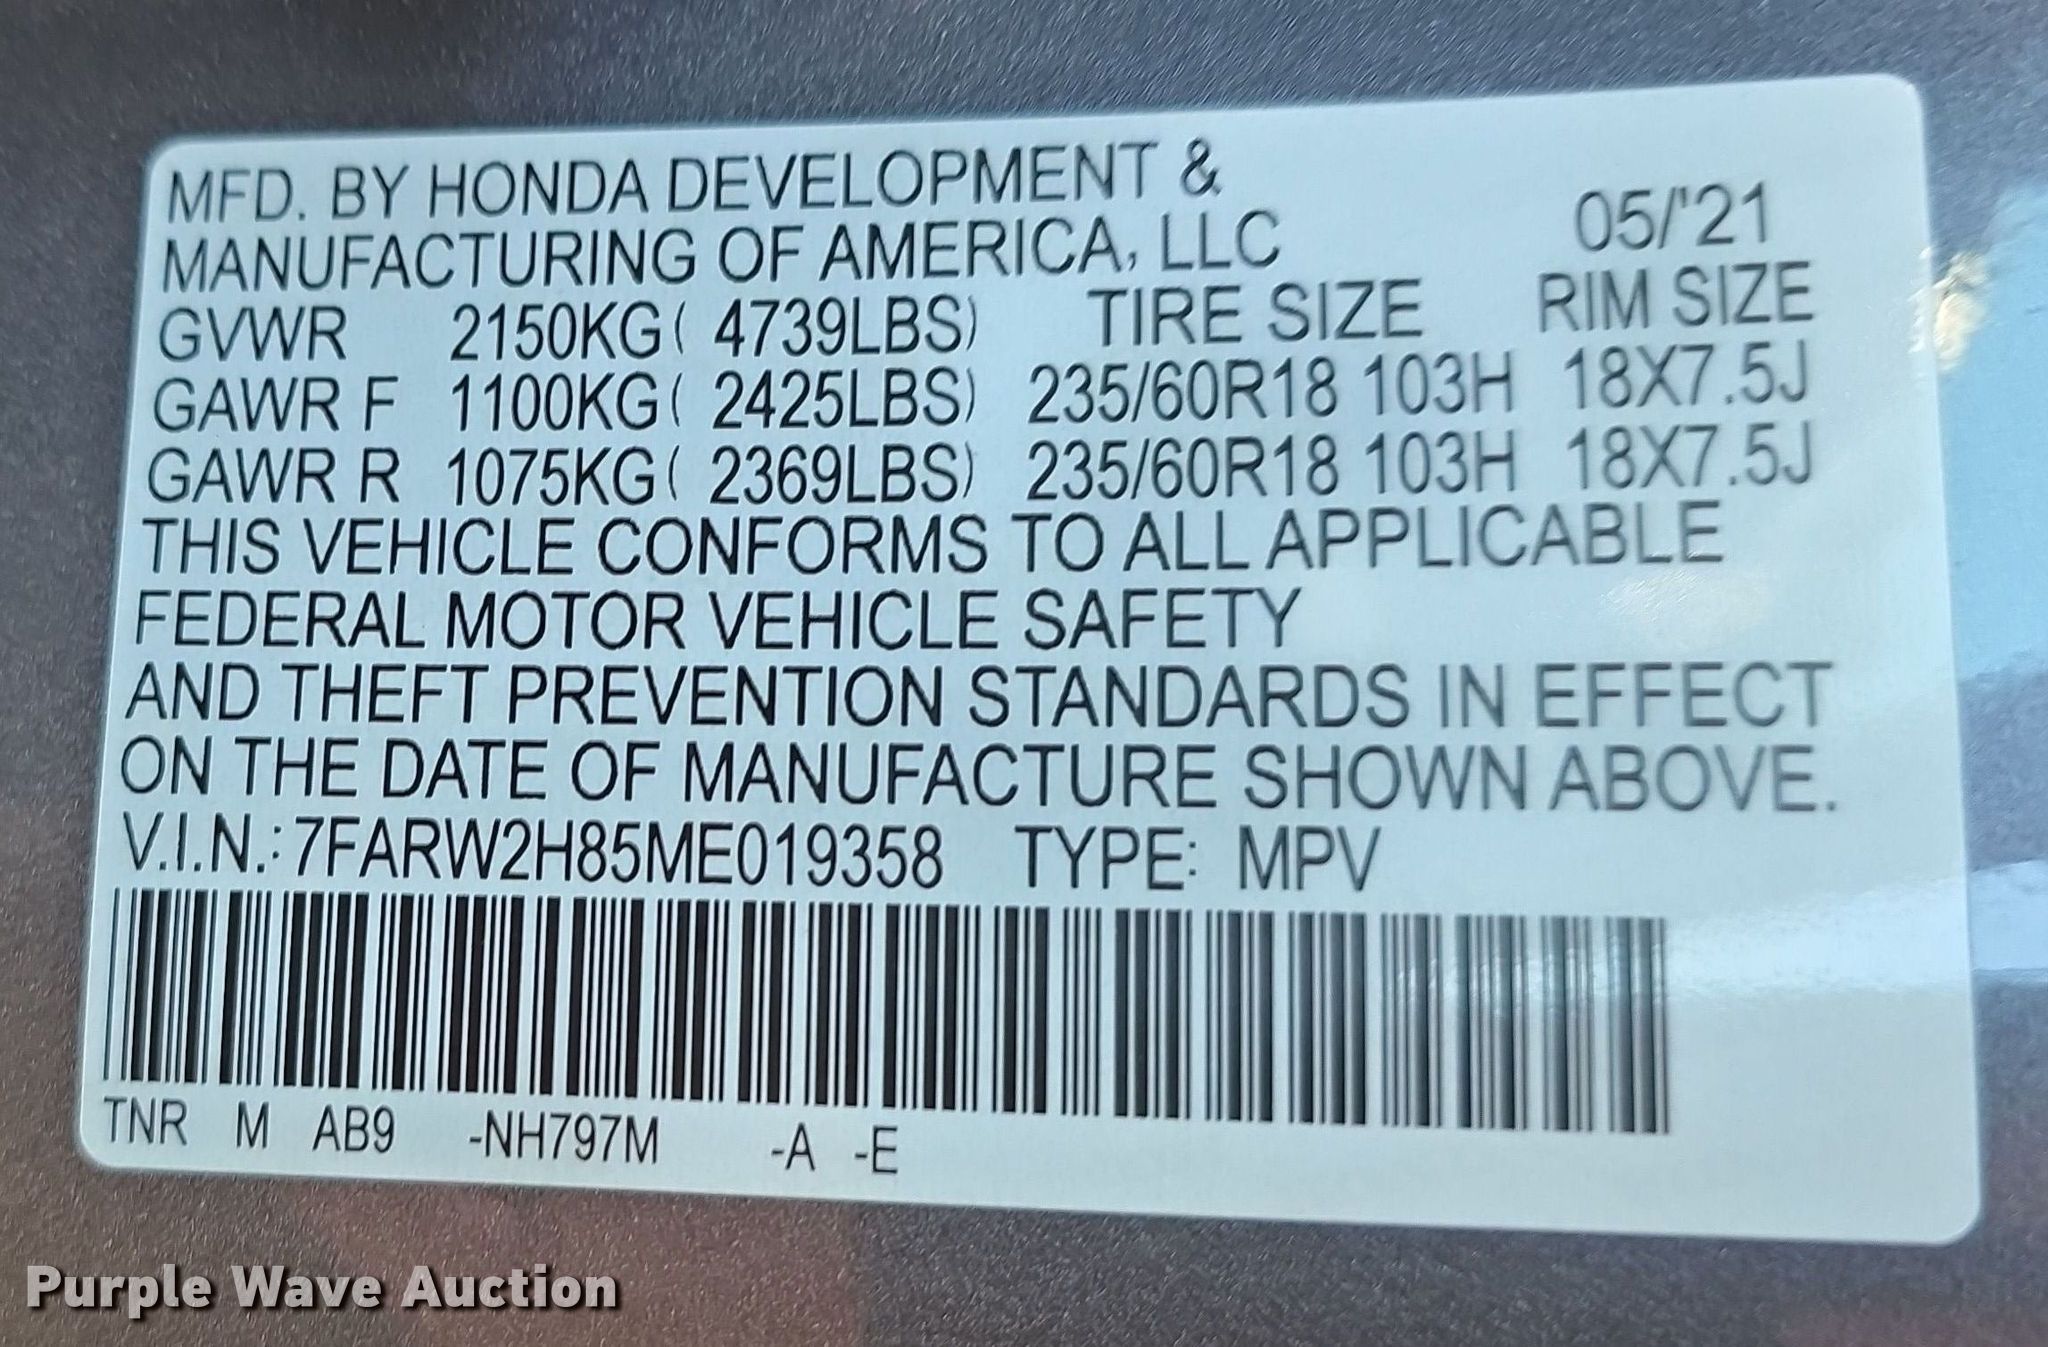 MFD. BY HONDA DEVELOPMENT &
MANUFACTURING OF AMERICA, LLC 05/'21
GVWR 2150KG( 4739LBS) TIRE SIZE RIM SIZE
GAWR F 1100KG( 2425LBS) 235/60R18 103H 18X7.5J
GAWR R 1075KG( 2369LBS) 235/60R18 103H 18X7.5J
THIS VEHICLE CONFORMS TO ALL APPLICABLE
FEDERAL MOTOR VEHICLE SAFETY
AND THEFT PREVENTION STANDARDS IN EFFECT
ON THE DATE OF MANUFACTURE SHOWN ABOVE.
V.I.N.: 7FARW2H85ME019358 TYPE: MPV
TNR M AB9 -NH797M -A -E
Purple Wave Auction